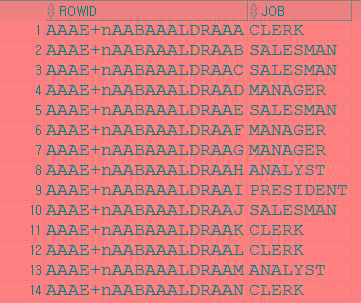 ROWID JOB
1 AAAE+nAABAAALDRAAA CLERK
2 AAAE+nAABAAALDRAAB SALESMAN
3 AAAE+nAABAAALDRAAC SALESMAN
4 AAAE+nAABAAALDRAAD MANAGER
5 AAAE+nAABAAALDRAAE SALESMAN
6 AAAE+nAABAAALDRAAF MANAGER
7 AAAE+nAABAAALDRAAG MANAGER
8 AAAE+nAABAAALDRAAH ANALYST
9 AAAE+nAABAAALDRAAI PRESIDENT
10 AAAE+nAABAAALDRAAJ SALESMAN
11 AAAE+nAABAAALDRAAK CLERK
12 AAAE+nAABAAALDRAAL CLERK
13 AAAE+nAABAAALDRAAM ANALYST
14 AAAE+nAABAAALDRAAN CLERK